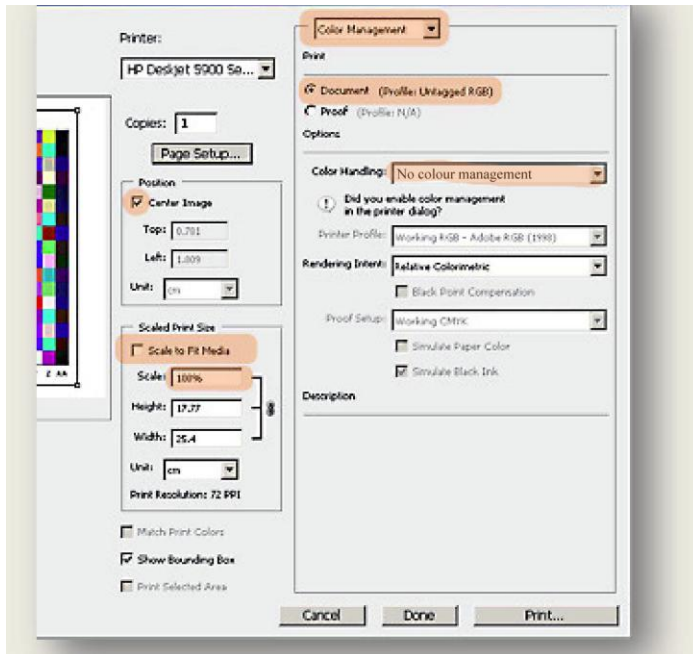 Printer:
HP Deskjet 5900 Se...
Copies: 1
Page Setup...
Position
Center Image
Top: 0.701
Left: 1.009
Unit: cm
Scaled Print Size
Scale to Fit Media
Scale: 100%
Height: 17.77
Width: 25.4
Unit: cm
Print Resolution: 72 PPI
Match Print Colors
Show Bounding Box
Print Selected Area
Z AA
Color Management
Print
Document (Profile: Untagged RGB)
Proof (Profile: N/A)
Options
Color Handling: No colour management
Did you enable color management
in the printer dialog?
Printer Profile: Working RGB - Adobe RGB (1998)
Rendering Intent: Relative Colorimetric
Black Point Compensation
Proof Setup: Working CMYK
Simulate Paper Color
Simulate Black Ink
Description
Cancel
Done
Print...